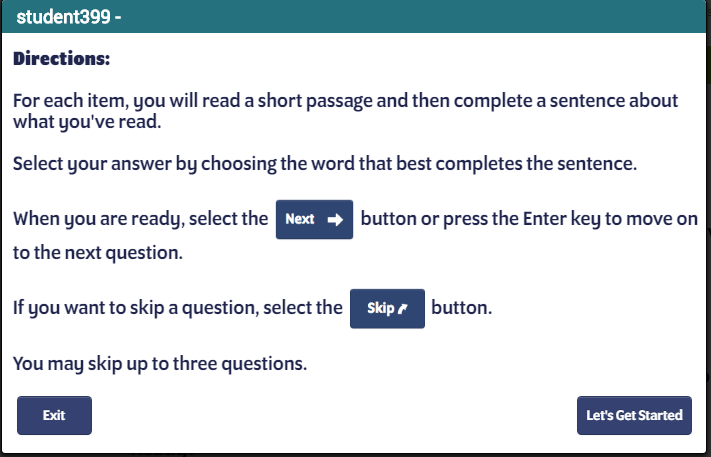 student399 -
Directions:
For each item, you will read a short passage and then complete a sentence about
what you've read.
Select your answer by choosing the word that best completes the sentence.
When you are ready, select the Next button or press the Enter key to move on
to the next question.
If you want to skip a question, select the Skip button.
You may skip up to three questions.
Exit Let's Get Started